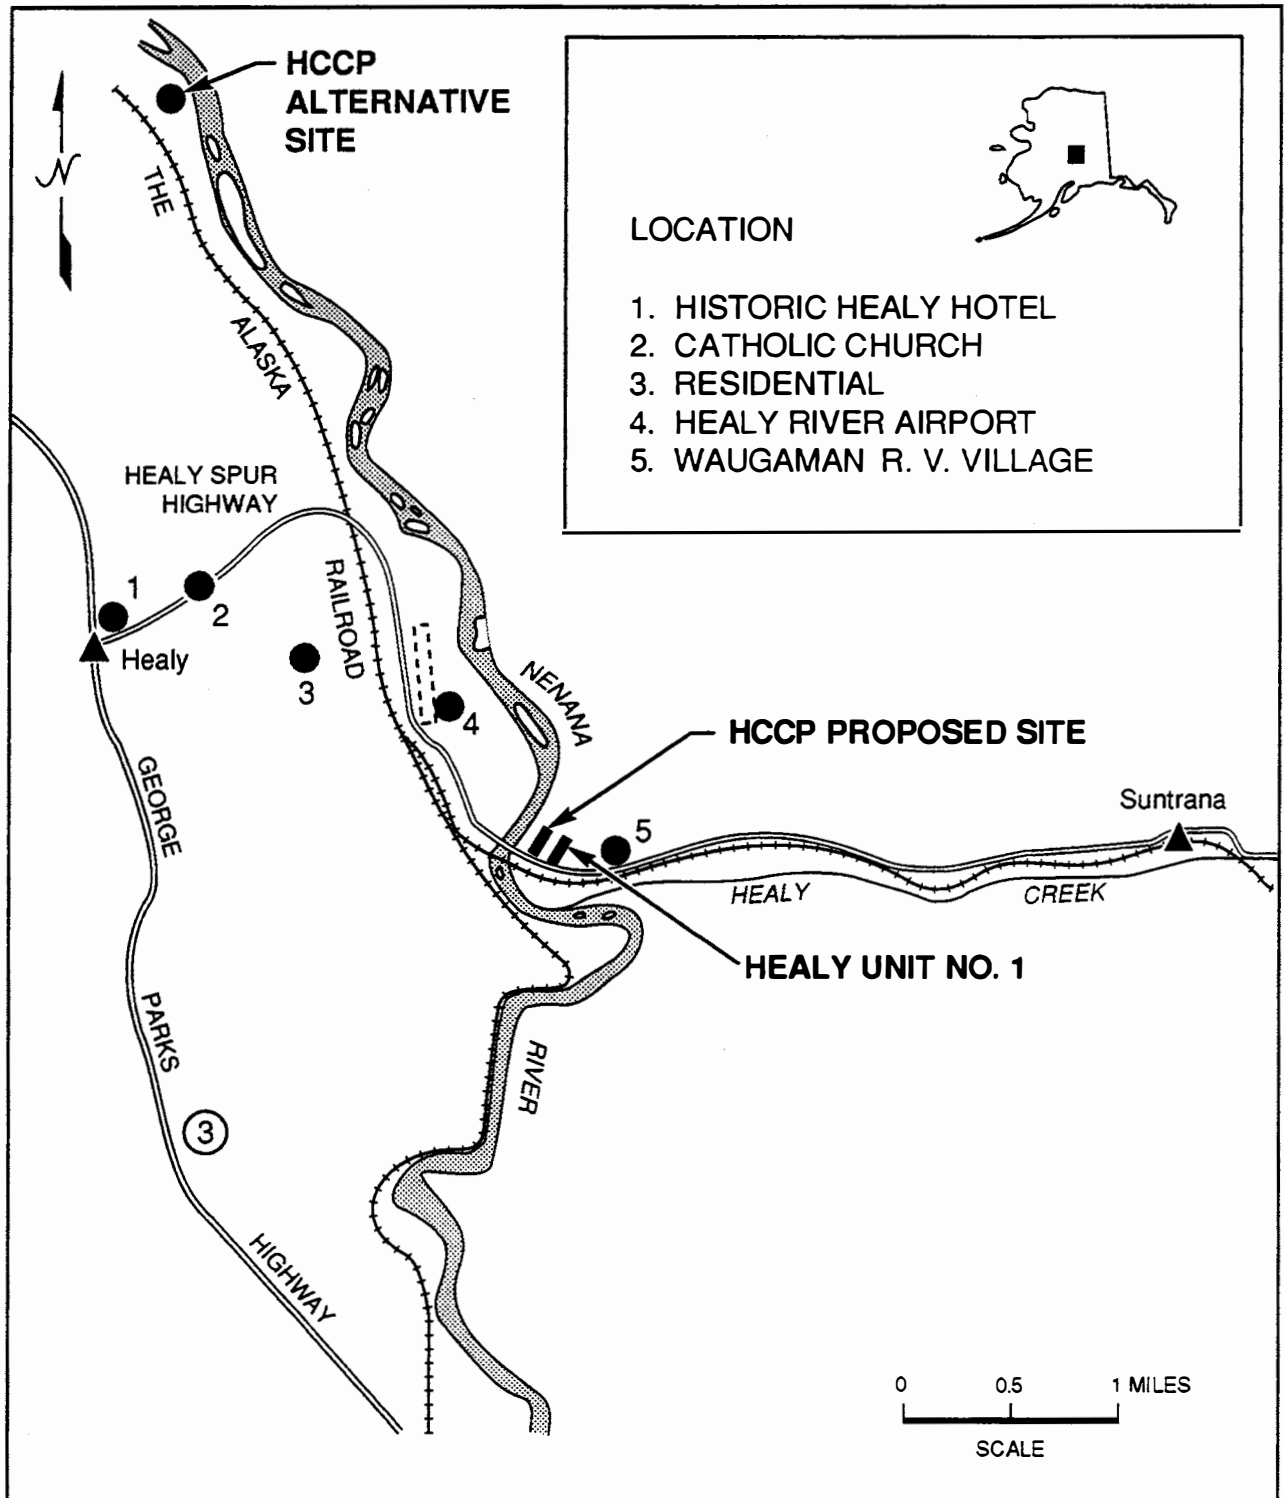 HCCP
ALTERNATIVE
SITE
N
THE
ALASKA
RAILROAD
LOCATION
1. HISTORIC HEALY HOTEL
2. CATHOLIC CHURCH
3. RESIDENTIAL
4. HEALY RIVER AIRPORT
5. WAUGAMAN R. V. VILLAGE
HEALY SPUR
HIGHWAY
1
2
Healy
3
4
NENANA
HCCP PROPOSED SITE
GEORGE
Suntrana
5
HEALY
CREEK
HEALY UNIT NO. 1
PARKS
RIVER
3
HIGHWAY
0 0.5 1 MILES
SCALE